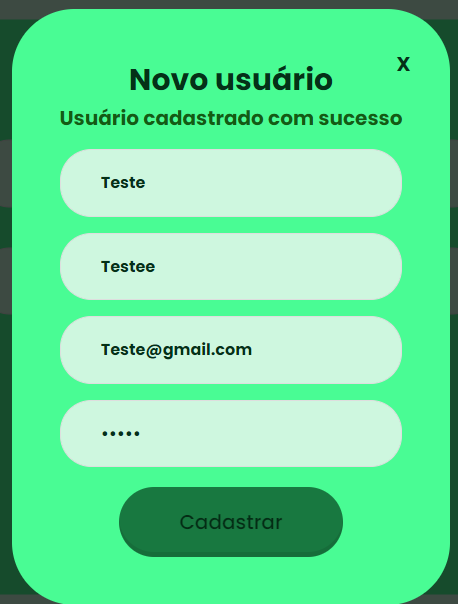 X
Novo usuário
Usuário cadastrado com sucesso
Teste
Testee
Teste@gmail.com
•••••
Cadastrar